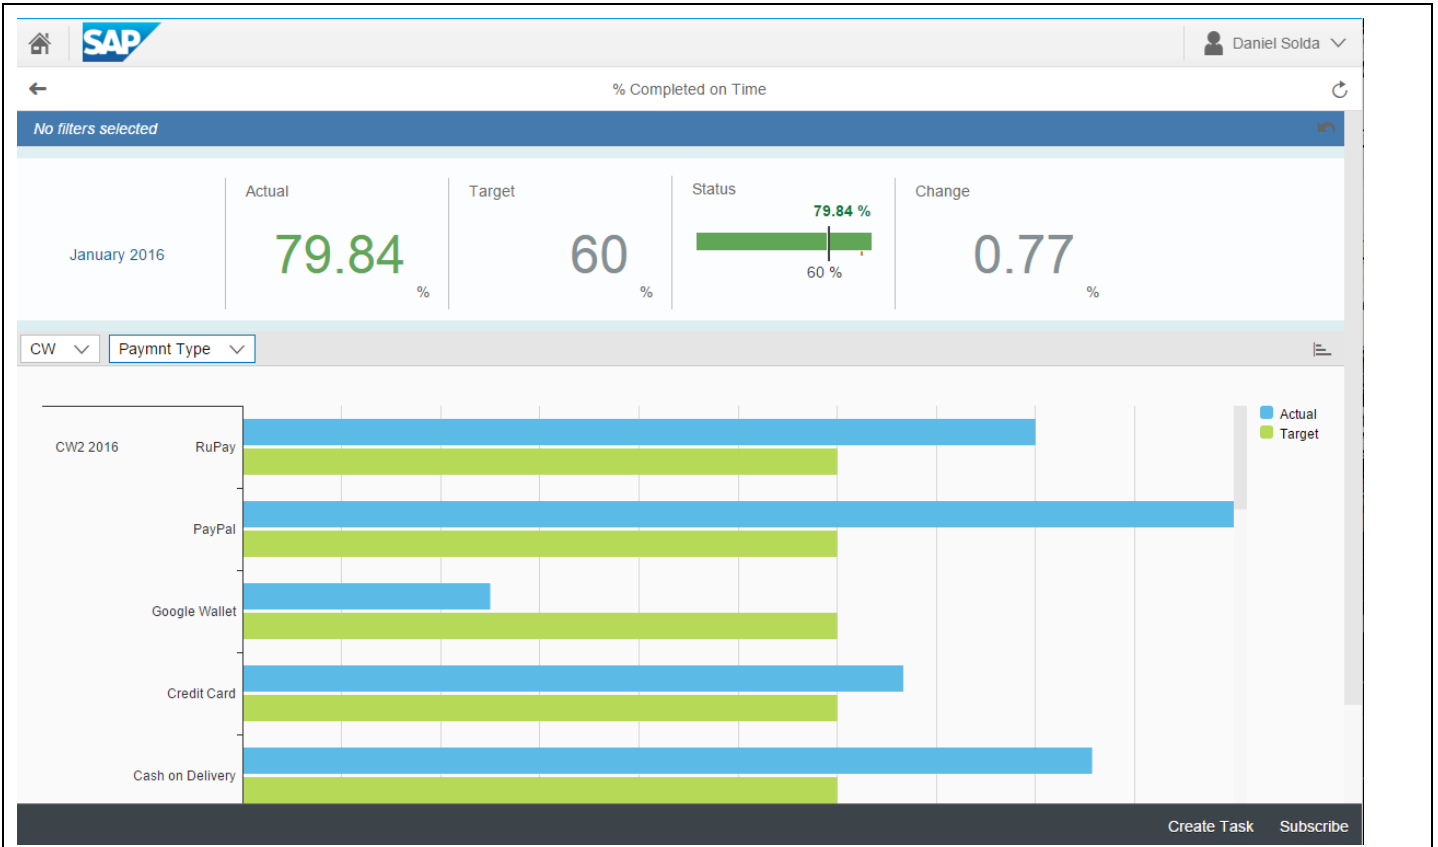 SAP
Daniel Solda
% Completed on Time
No filters selected
January 2016
Actual
79.84
%
Target
60
%
Status
79.84 %
60 %
Change
0.77
%
CW
Paymnt Type
Actual
Target
CW2 2016
RuPay
PayPal
Google Wallet
Credit Card
Cash on Delivery
Create Task
Subscribe